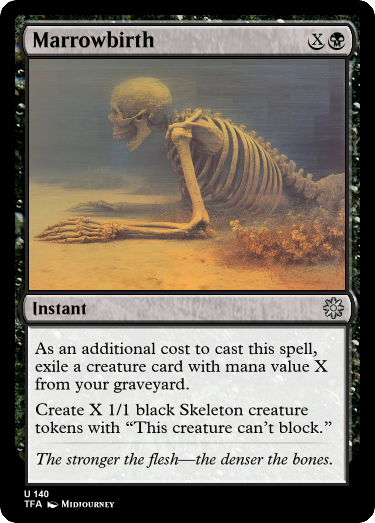 Marrowbirth X
Instant
As an additional cost to cast this spell,
exile a creature card with mana value X
from your graveyard.
Create X 1/1 black Skeleton creature
tokens with “This creature can’t block.”
The stronger the flesh—the denser the bones.
U 140
TFA Midjourney